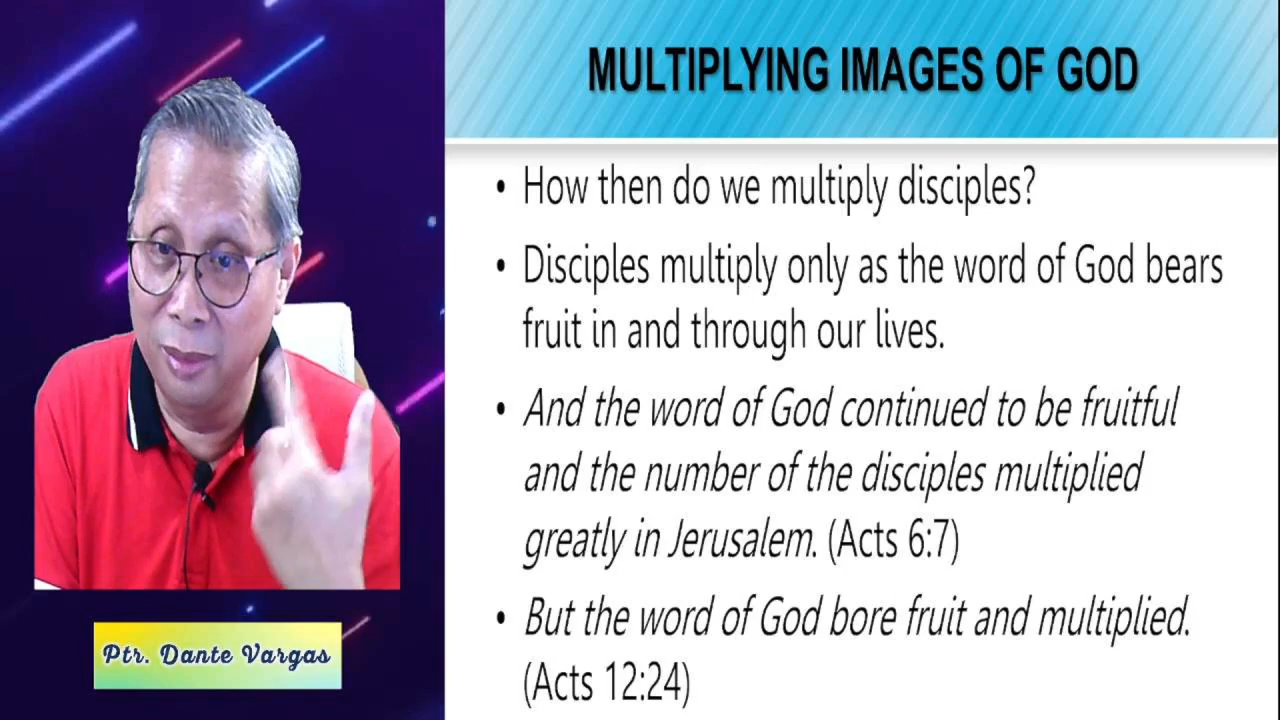 MULTIPLYING IMAGES OF GOD
• How then do we multiply disciples?
• Disciples multiply only as the word of God bears
fruit in and through our lives.
• And the word of God continued to be fruitful
and the number of the disciples multiplied
greatly in Jerusalem. (Acts 6:7)
• But the word of God bore fruit and multiplied.
(Acts 12:24)
Ptr. Dante Vargas